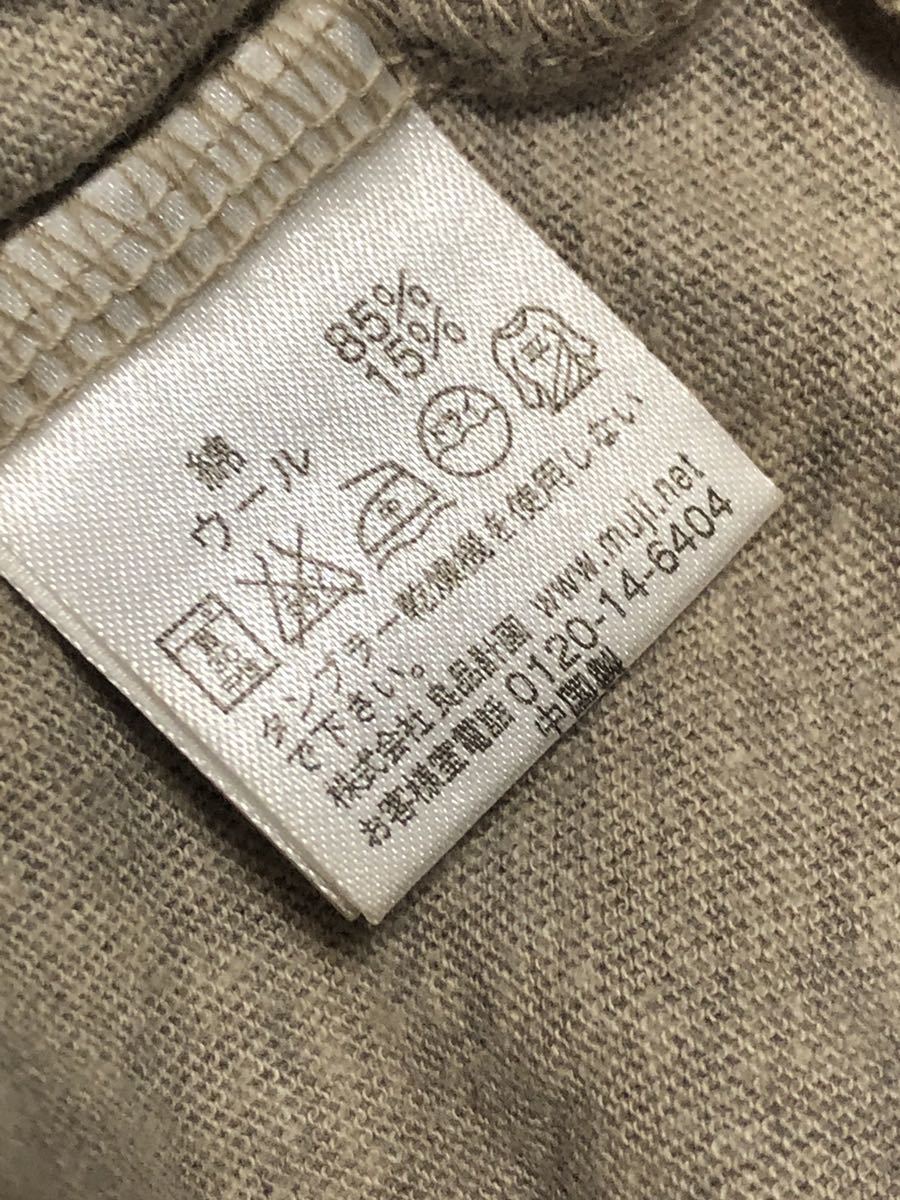 綿 85%
ウール 15%
中
タンブラー乾燥機を使用しない
で下さい。
株式会社 良品計画 www.muji.net
お客様室電話 0120-14-6404
中国製